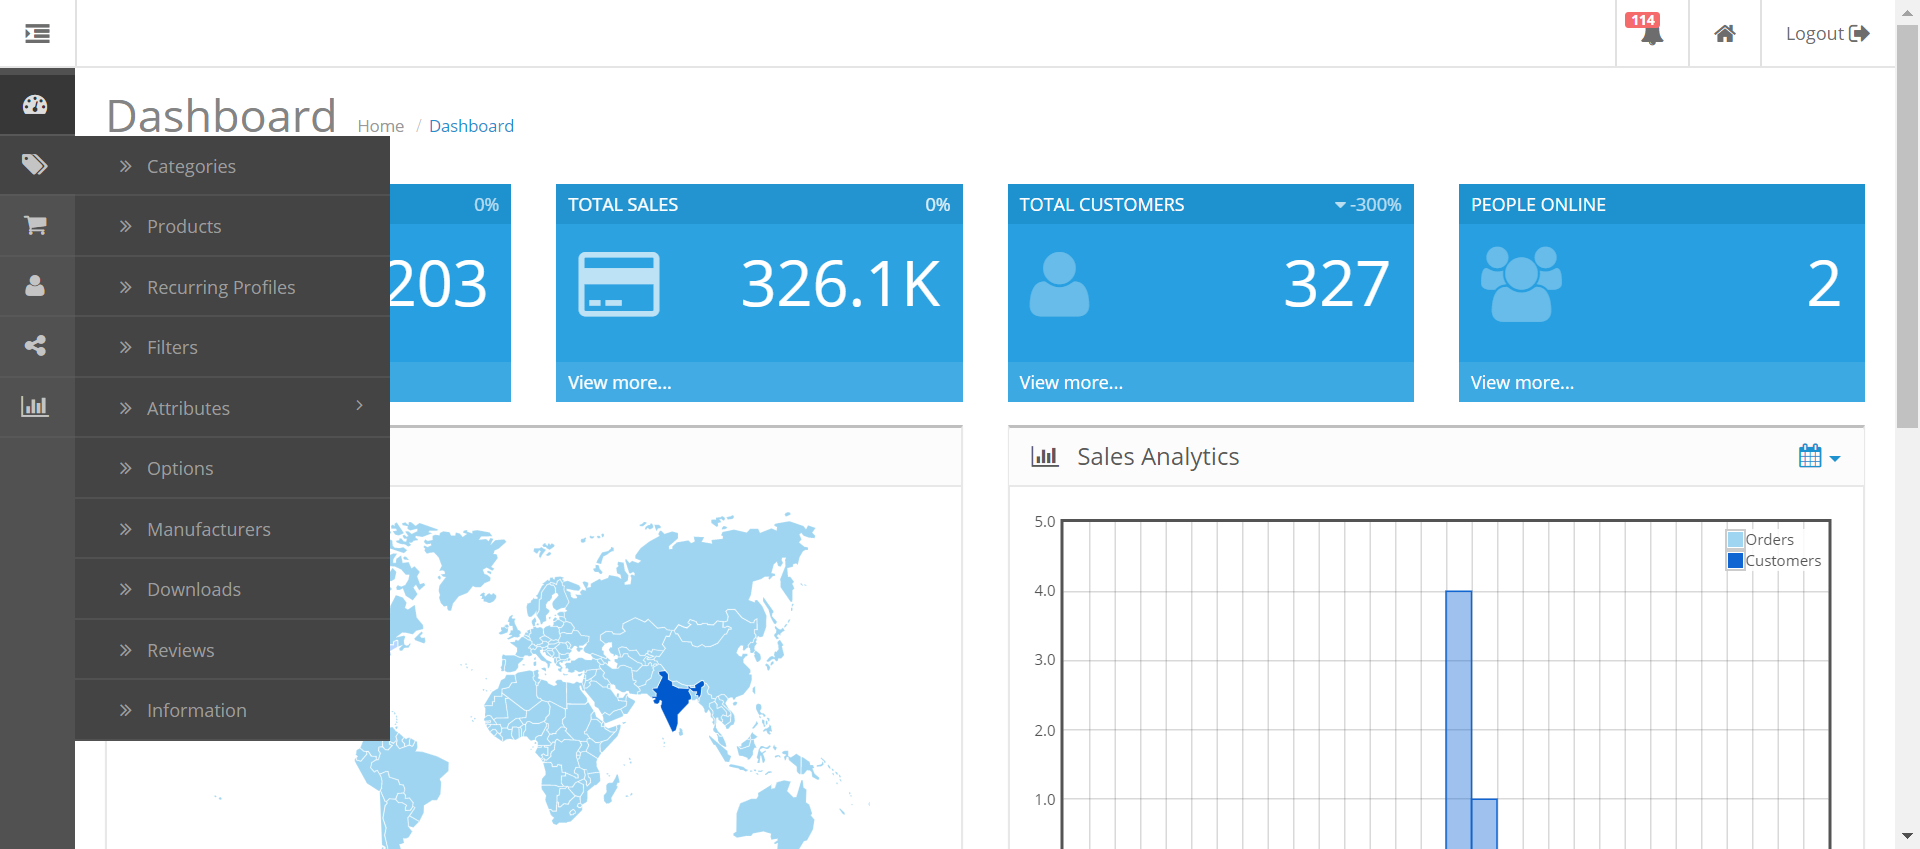 114
Logout
Dashboard
Home / Dashboard
Categories
Products
Recurring Profiles
Filters
Attributes
Options
Manufacturers
Downloads
Reviews
Information
0%
203
TOTAL SALES 0%
326.1K
View more...
TOTAL CUSTOMERS -300%
327
View more...
PEOPLE ONLINE
2
View more...
Sales Analytics
5.0
4.0
3.0
2.0
1.0
Orders
Customers